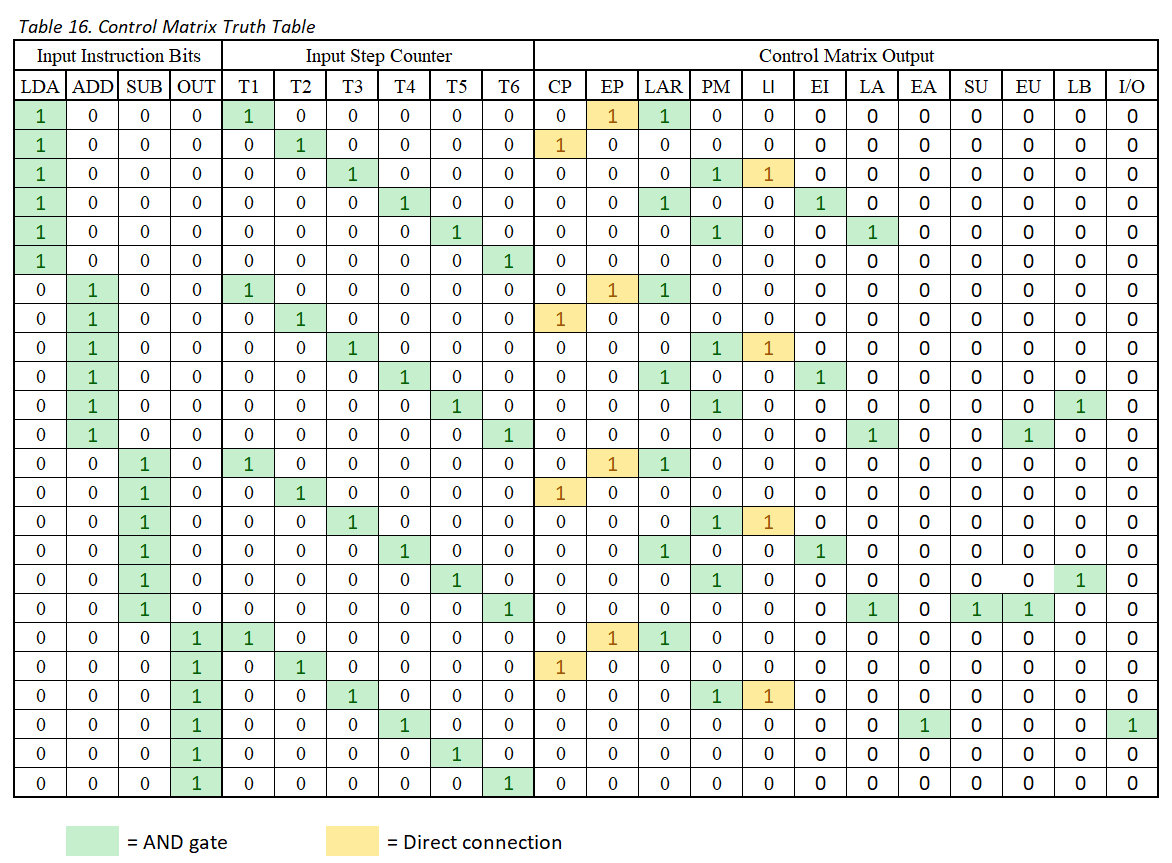 Table 16. Control Matrix Truth Table
Input Instruction Bits Input Step Counter Control Matrix Output
LDA ADD SUB OUT T1 T2 T3 T4 T5 T6 CP EP LAR PM LI EI LA EA SU EU LB I/O
1 0 0 0 1 0 0 0 0 0 0 1 1 0 0 0 0 0 0 0 0 0
1 0 0 0 0 1 0 0 0 0 1 0 0 0 0 0 0 0 0 0 0 0
1 0 0 0 0 0 1 0 0 0 0 0 0 1 1 0 0 0 0 0 0 0
1 0 0 0 0 0 0 1 0 0 0 0 1 0 0 1 0 0 0 0 0 0
1 0 0 0 0 0 0 0 1 0 0 0 0 1 0 0 1 0 0 0 0 0
1 0 0 0 0 0 0 0 0 1 0 0 0 0 0 0 0 0 0 0 0 0
0 1 0 0 1 0 0 0 0 0 0 1 1 0 0 0 0 0 0 0 0 0
0 1 0 0 0 1 0 0 0 0 1 0 0 0 0 0 0 0 0 0 0 0
0 1 0 0 0 0 1 0 0 0 0 0 0 1 1 0 0 0 0 0 0 0
0 1 0 0 0 0 0 1 0 0 0 0 1 0 0 1 0 0 0 0 0 0
0 1 0 0 0 0 0 0 1 0 0 0 0 1 0 0 0 0 0 0 1 0
0 1 0 0 0 0 0 0 0 1 0 0 0 0 0 0 1 0 0 1 0 0
0 0 1 0 1 0 0 0 0 0 0 1 1 0 0 0 0 0 0 0 0 0
0 0 1 0 0 1 0 0 0 0 1 0 0 0 0 0 0 0 0 0 0 0
0 0 1 0 0 0 1 0 0 0 0 0 0 1 1 0 0 0 0 0 0 0
0 0 1 0 0 0 0 1 0 0 0 0 1 0 0 1 0 0 0 0 0 0
0 0 1 0 0 0 0 0 1 0 0 0 0 1 0 0 0 0 0 0 1 0
0 0 1 0 0 0 0 0 0 1 0 0 0 0 0 0 1 0 1 1 0 0
0 0 0 1 1 0 0 0 0 0 0 1 1 0 0 0 0 0 0 0 0 0
0 0 0 1 0 1 0 0 0 0 1 0 0 0 0 0 0 0 0 0 0 0
0 0 0 1 0 0 1 0 0 0 0 0 0 1 1 0 0 0 0 0 0 0
0 0 0 1 0 0 0 1 0 0 0 0 0 0 0 0 0 1 0 0 0 1
0 0 0 1 0 0 0 0 1 0 0 0 0 0 0 0 0 0 0 0 0 0
0 0 0 1 0 0 0 0 0 1 0 0 0 0 0 0 0 0 0 0 0 0
= AND gate = Direct connection